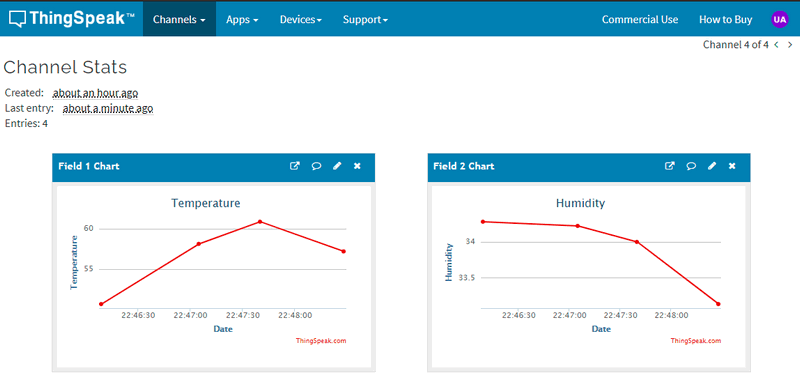 ThingSpeak™ Channels Apps Devices Support Commercial Use How to Buy UA
Channel 4 of 4 < >
Channel Stats
Created: about an hour ago
Last entry: about a minute ago
Entries: 4
Field 1 Chart
Temperature
Temperature
60
55
22:46:30 22:47:00 22:47:30 22:48:00
Date
ThingSpeak.com
Field 2 Chart
Humidity
Humidity
34
33.5
22:46:30 22:47:00 22:47:30 22:48:00
Date
ThingSpeak.com